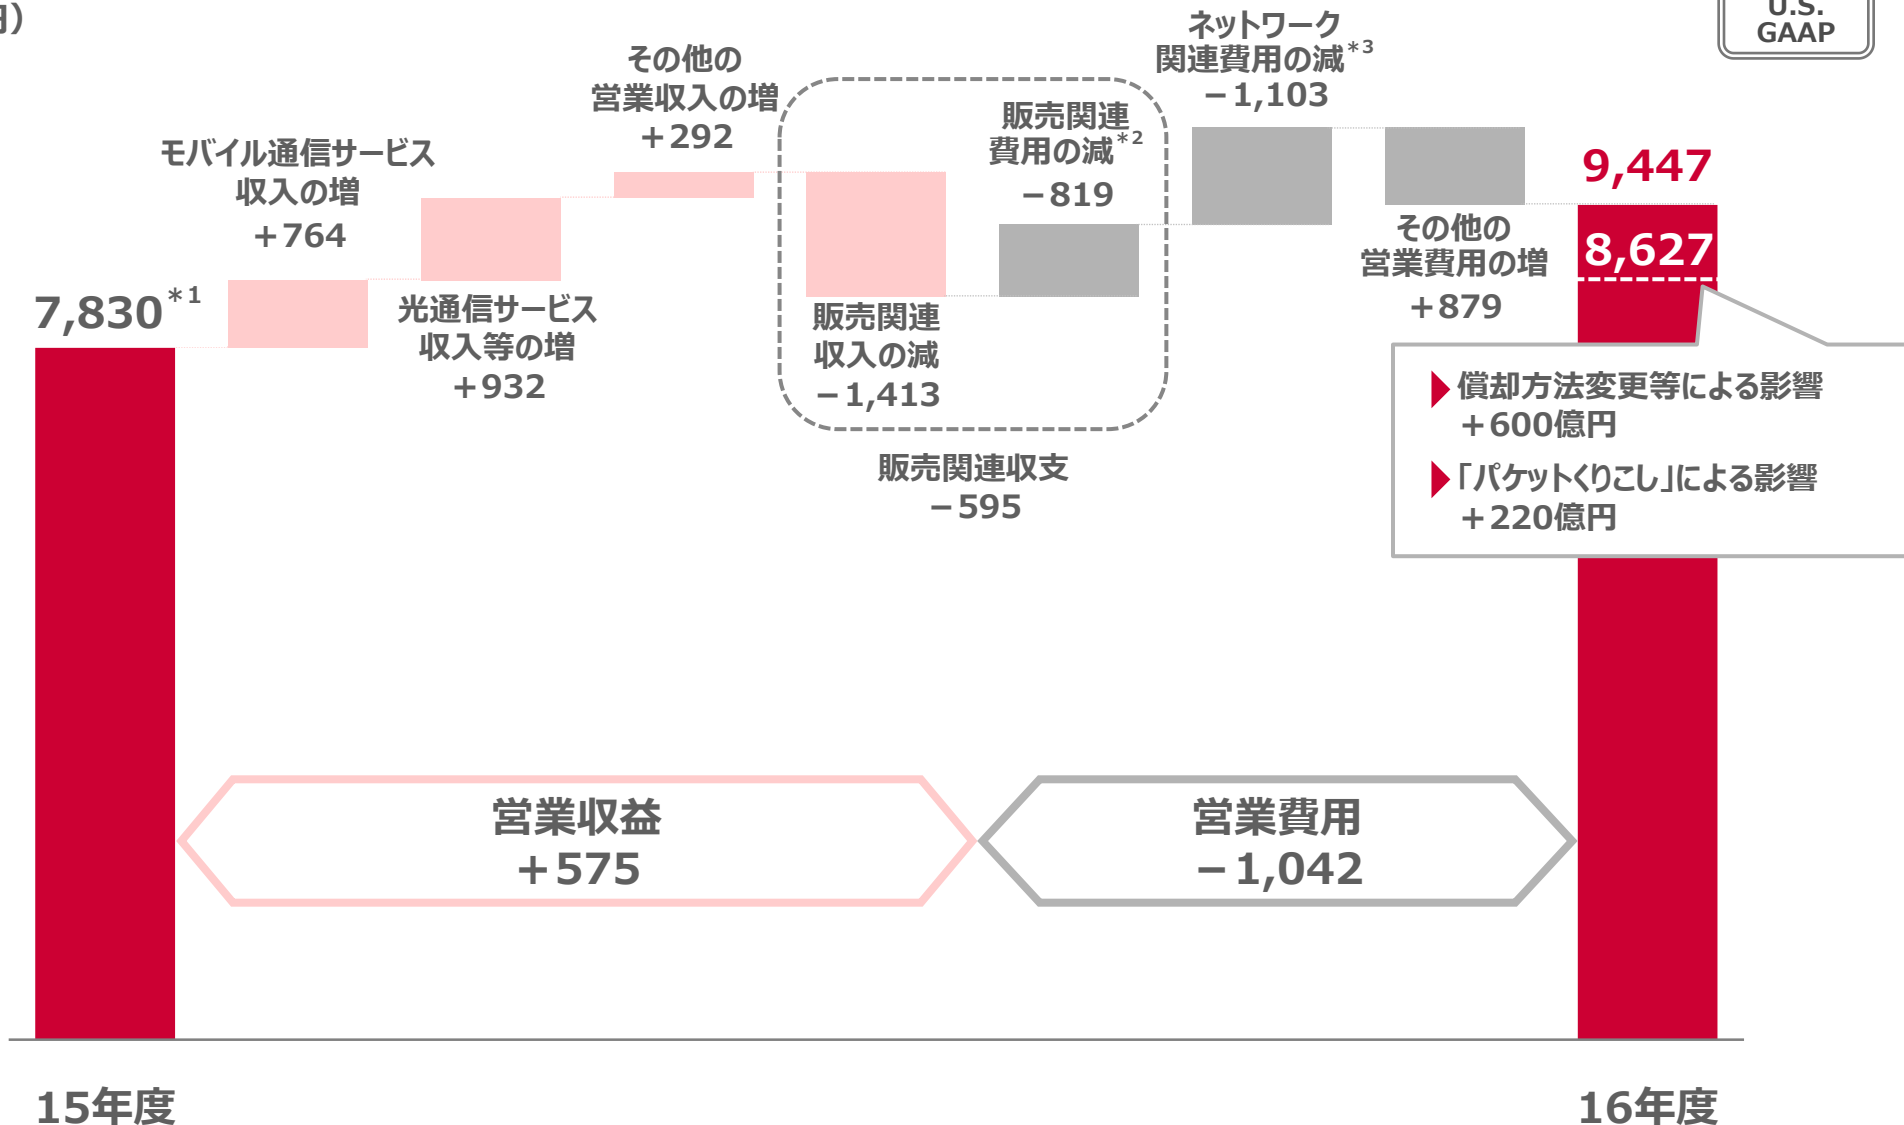 円）
U.S.
GAAP
ネットワーク
関連費用の減*3
－1,103
その他の
営業収入の増
＋292
販売関連
費用の減*2
－819
モバイル通信サービス
収入の増
＋764
9,447
8,627
その他の
営業費用の増
＋879
7,830*1
光通信サービス
収入等の増
＋932
販売関連
収入の減
－1,413
償却方法変更等による影響
＋600億円
「パケットくりこし」による影響
＋220億円
販売関連収支
－595
営業収益
＋575
営業費用
－1,042
15年度
16年度